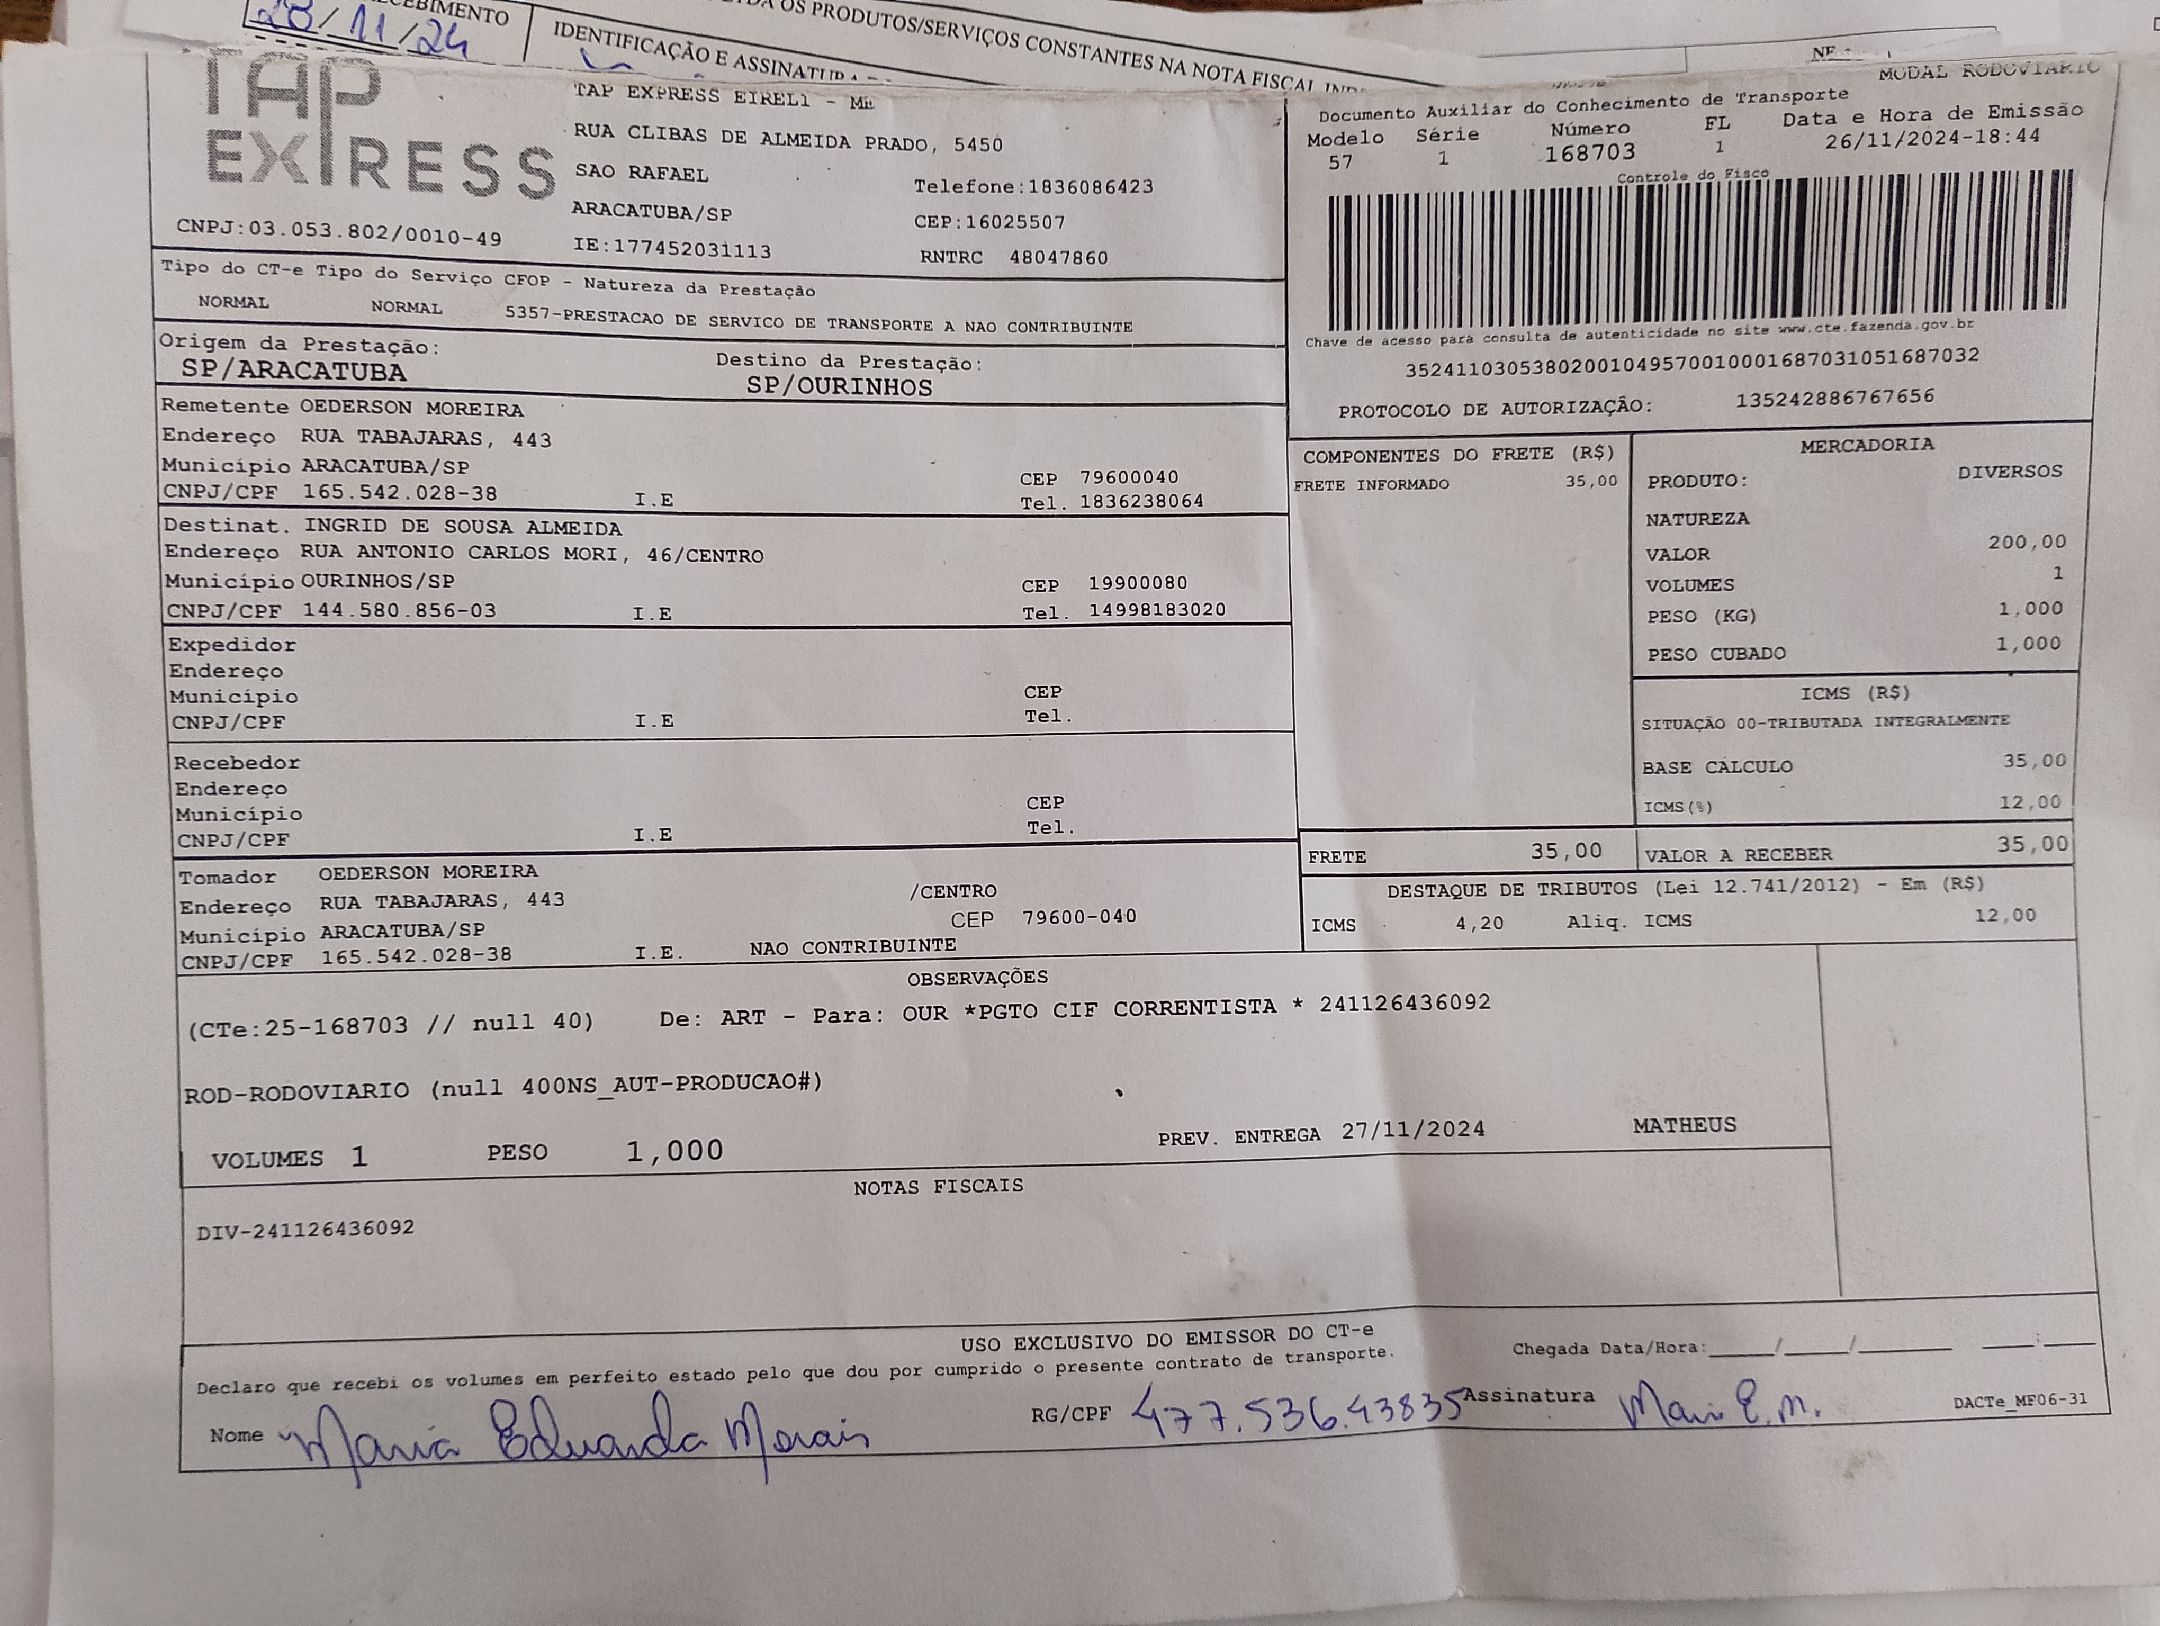 CEBIMENTO
28/11/24
IDENTIFICAÇÃO E ASSINATURA
OS PRODUTOS/SERVIÇOS CONSTANTES NA NOTA FISCAL
TAP EXPRESS
CNPJ:03.053.802/0010-49
TAP EXPRESS EIRELI - ME
RUA CLIBAS DE ALMEIDA PRADO, 5450
SAO RAFAEL Telefone:1836086423
ARACATUBA/SP CEP:16025507
IE:177452031113 RNTRC 48047860
MODAL RODOVIARIO
Documento Auxiliar do Conhecimento de Transporte
Modelo Série Número FL Data e Hora de Emissão
57 1 168703 1 26/11/2024-18:44
Controle do Fisco
Chave de acesso para consulta de autenticidade no site www.cte.fazenda.gov.br
35241103053802001049570010001687031051687032
PROTOCOLO DE AUTORIZAÇÃO: 135242886767656
Tipo do CT-e Tipo do Serviço CFOP - Natureza da Prestação
NORMAL NORMAL 5357-PRESTACAO DE SERVICO DE TRANSPORTE A NAO CONTRIBUINTE
Origem da Prestação: Destino da Prestação:
SP/ARACATUBA SP/OURINHOS
Remetente OEDERSON MOREIRA
Endereço RUA TABAJARAS, 443
Município ARACATUBA/SP CEP 79600040
CNPJ/CPF 165.542.028-38 I.E Tel. 1836238064
Destinat. INGRID DE SOUSA ALMEIDA
Endereço RUA ANTONIO CARLOS MORI, 46/CENTRO
Município OURINHOS/SP CEP 19900080
CNPJ/CPF 144.580.856-03 I.E Tel. 14998183020
Expedidor
Endereço
Município CEP
CNPJ/CPF I.E Tel.
Recebedor
Endereço
Município CEP
CNPJ/CPF I.E Tel.
Tomador OEDERSON MOREIRA
Endereço RUA TABAJARAS, 443 /CENTRO
Município ARACATUBA/SP CEP 79600-040
CNPJ/CPF 165.542.028-38 I.E. NAO CONTRIBUINTE
COMPONENTES DO FRETE (R$)
FRETE INFORMADO 35,00
MERCADORIA
PRODUTO: DIVERSOS
NATUREZA
VALOR 200,00
VOLUMES 1
PESO (KG) 1,000
PESO CUBADO 1,000
ICMS (R$)
SITUAÇÃO 00-TRIBUTADA INTEGRALMENTE
BASE CÁLCULO 35,00
ICMS(%) 12,00
FRETE 35,00 VALOR A RECEBER 35,00
DESTAQUE DE TRIBUTOS (Lei 12.741/2012) - Em (R$)
ICMS 4,20 Aliq. ICMS 12,00
OBSERVAÇÕES
(CTe:25-168703 // null 40) De: ART - Para: OUR *PGTO CIF CORRENTISTA * 241126436092
ROD-RODOVIARIO (null 400NS_AUT-PRODUCAO#)
VOLUMES 1 PESO 1,000 PREV. ENTREGA 27/11/2024 MATHEUS
NOTAS FISCAIS
DIV-241126436092
USO EXCLUSIVO DO EMISSOR DO CT-e
Declaro que recebi os volumes em perfeito estado pelo que dou por cumprido o presente contrato de transporte. Chegada Data/Hora:____/____/______ ___:___
Nome Maria Eduarda Morais RG/CPF 477.536.43835 Assinatura Mari E. M. DACTe_MF06-31